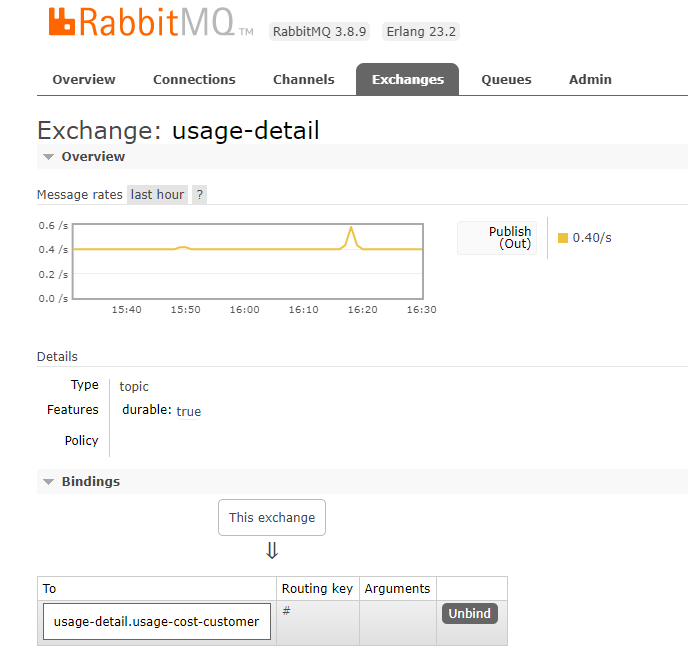 RabbitMQ TM RabbitMQ 3.8.9 Erlang 23.2
Overview Connections Channels Exchanges Queues Admin
Exchange: usage-detail
Overview
Message rates last hour ?
0.6 /s
0.4 /s
0.2 /s
0.0 /s
15:40 15:50 16:00 16:10 16:20 16:30
Publish
(Out)
0.40/s
Details
Type topic
Features durable: true
Policy
Bindings
This exchange
⇓
To Routing key Arguments
usage-detail.usage-cost-customer # Unbind